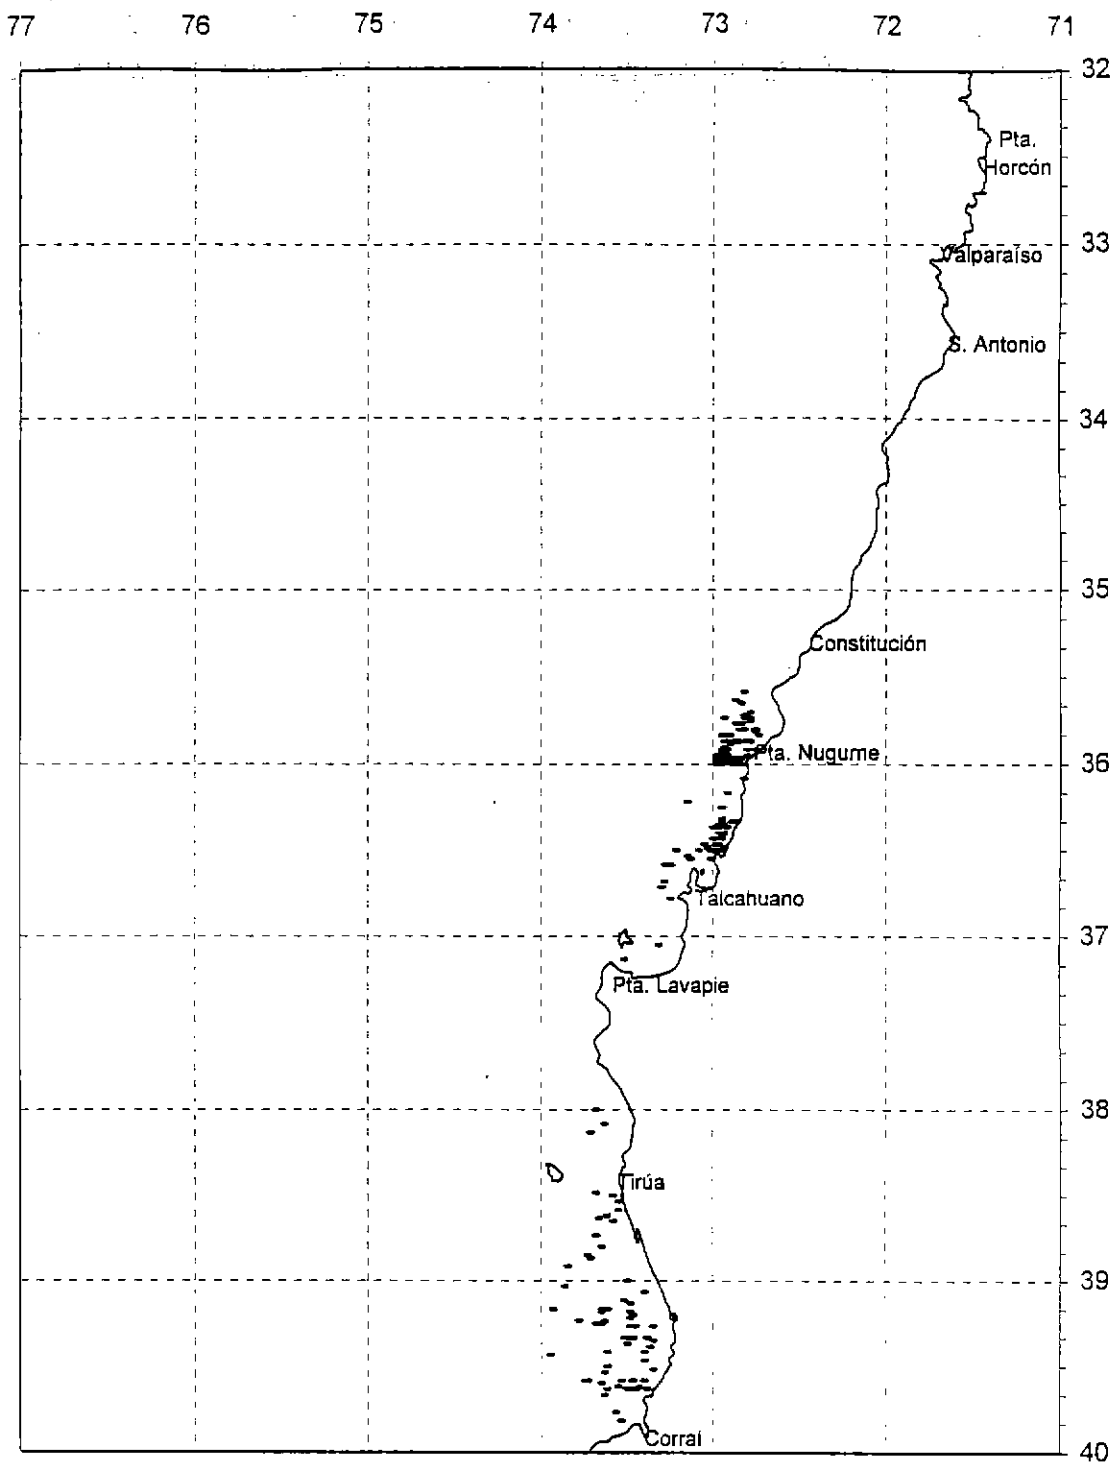 77 76 75 74 73 72 71
32
Pta.
Horcón
33
Valparaíso
S. Antonio
34
35
Constitución
Pta. Nugume
36
Talcahuano
37
Pta. Lavapie
38
Tirúa
39
Corral
40